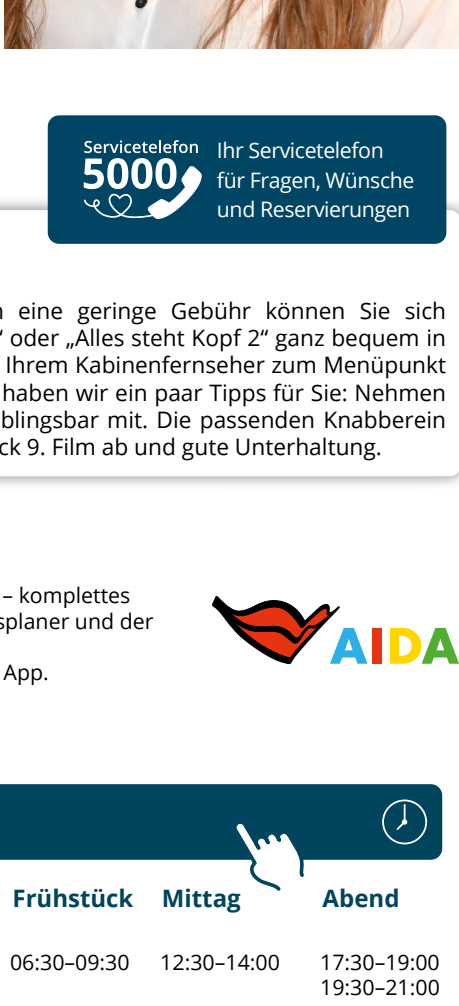 Servicetelefon
5000
Ihr Servicetelefon
für Fragen, Wünsche
und Reservierungen
eine geringe Gebühr können Sie sich
“ oder „Alles steht Kopf 2“ ganz bequem in
Ihrem Kabinenfernseher zum Menüpunkt
haben wir ein paar Tipps für Sie: Nehmen
blingsbar mit. Die passenden Knabberein
ck 9. Film ab und gute Unterhaltung.
– komplettes
splaner und der
App.
AIDA
Frühstück Mittag Abend
06:30–09:30 12:30–14:00 17:30–19:00
19:30–21:00